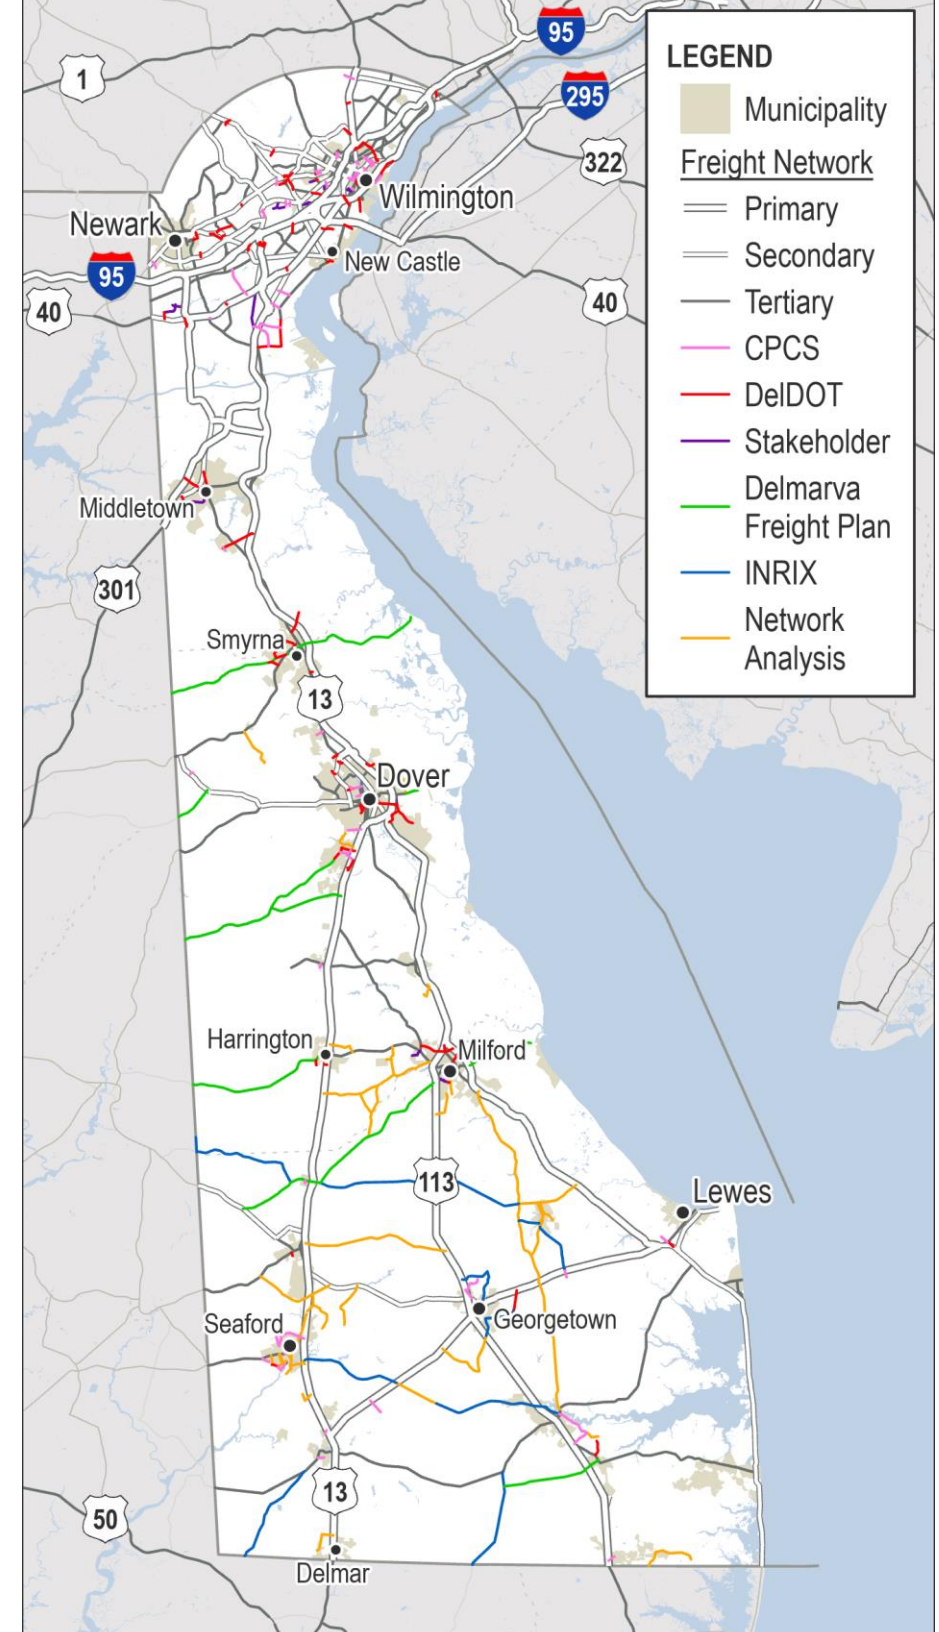 95
LEGEND
1
295
Municipality
Freight Network
322
Primary
Wilmington
Newark
Secondary
New Castle
95
40
40
Tertiary
CPCS
DelDOT
Stakeholder
Delmarva
Freight Plan
Middletown
INRIX
301
Network
Analysis
Smyrna
13
Dover
Harrington
Milford
113
Lewes
Seaford
Georgetown
13
50
Delmar